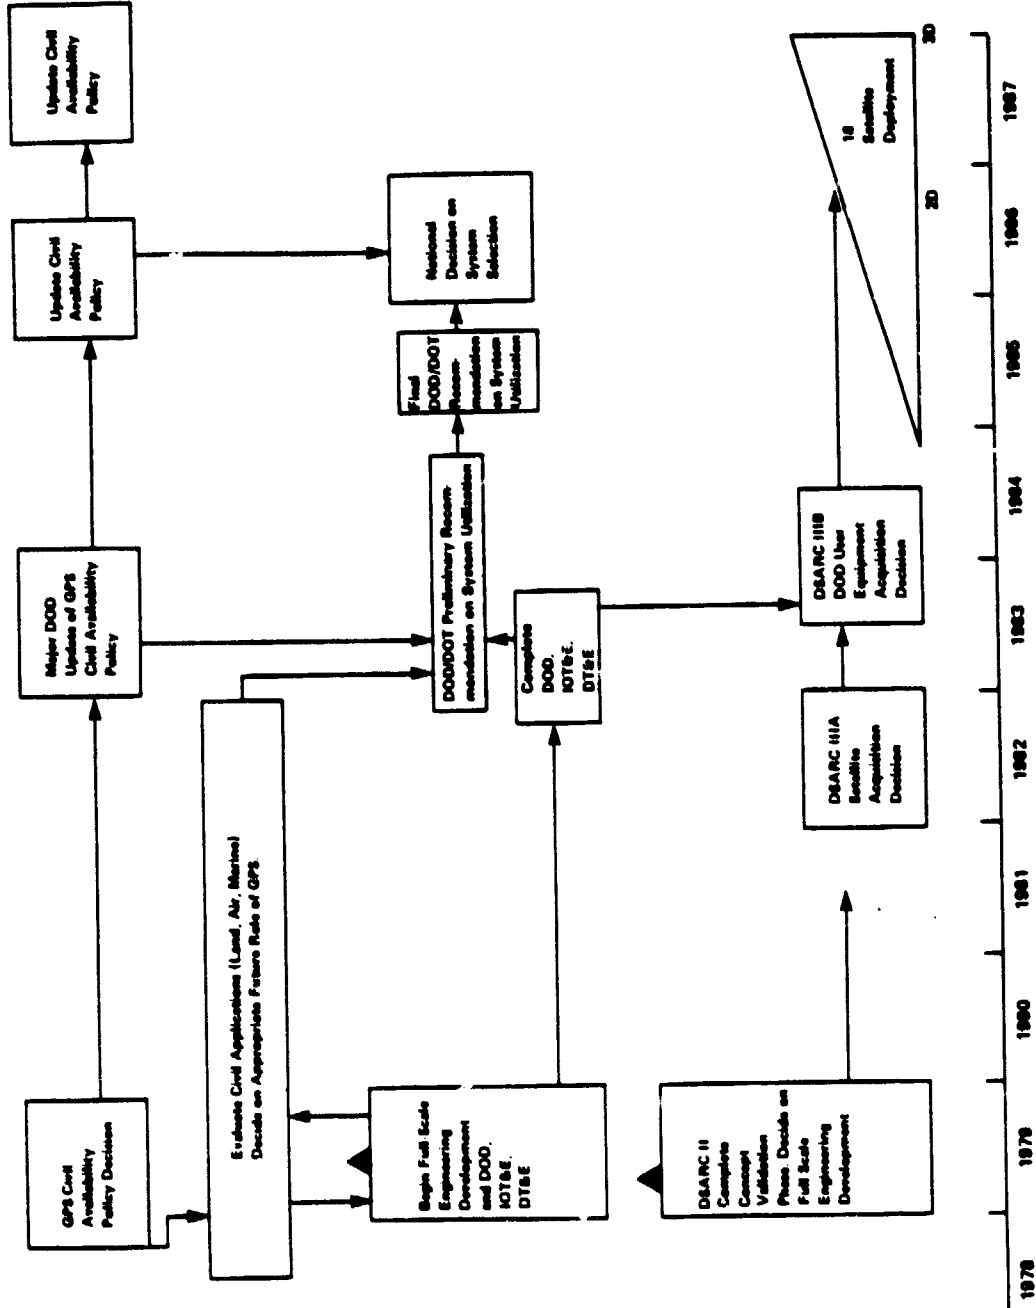 GPS Civil
Availability
Policy Decision
Major DOD
Update of GPS
Civil Availability
Policy
Update Civil
Availability
Policy
Update Civil
Availability
Policy
Evaluate Civil Applications (Land, Air, Marine)
Decide on Appropriate Future Role of GPS
Begin Full-Scale
Engineering
Development
and DOD.
IOT&E.
DT&E
Complete
DOD.
IOT&E.
DT&E
DOD/DOT Preliminary Recom-
mendation on System Utilization
Final
DOD/DOT
Recom-
mendation
on System
Utilization
National
Decision on
System
Selection
DSARC II
Complete
Concept
Validation
Phase. Decide on
Full Scale
Engineering
Development
DSARC IIIA
Satellite
Acquisition
Decision
DSARC IIIB
DOD User
Equipment
Acquisition
Decision
18
Satellite
Deployment
2D
3D
1978
1979
1980
1981
1982
1983
1984
1985
1986
1987